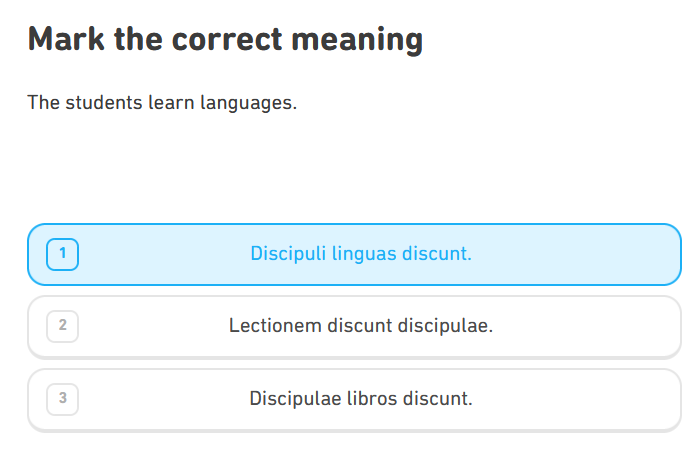 Mark the correct meaning
The students learn languages.
1 Discipuli linguas discunt.
2 Lectionem discunt discipulae.
3 Discipulae libros discunt.